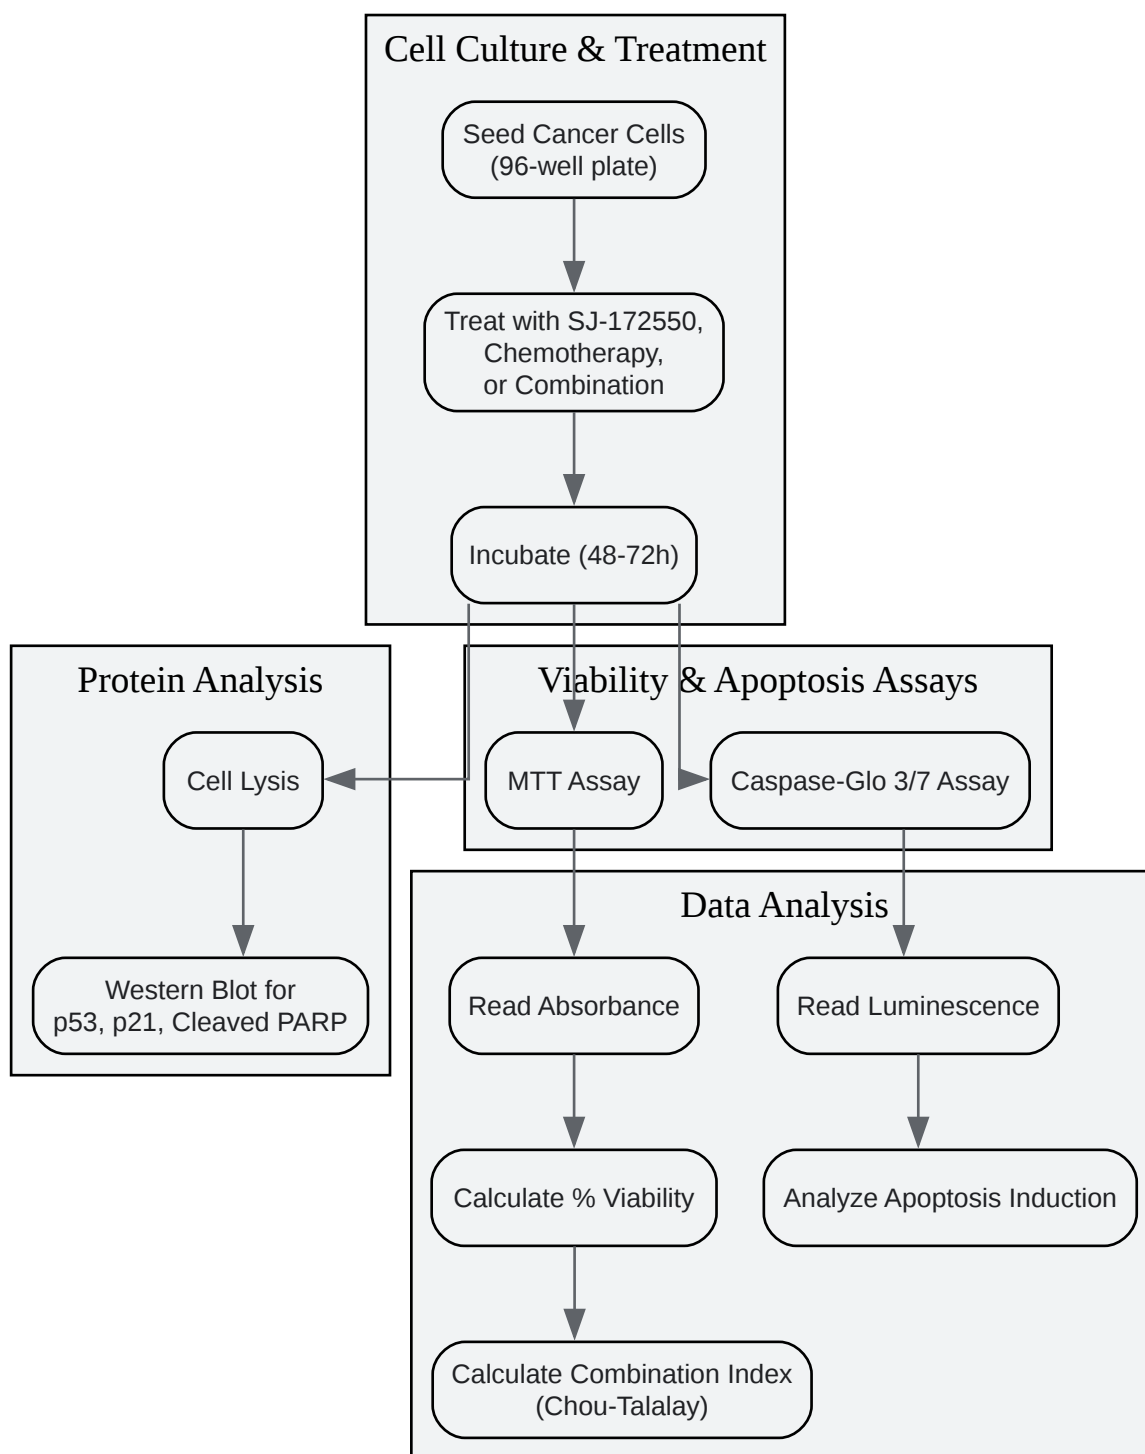 Cell Culture & Treatment
Seed Cancer Cells
(96-well plate)
Treat with SJ-172550,
Chemotherapy,
or Combination
Incubate (48-72h)
Protein Analysis
Cell Lysis
Western Blot for
p53, p21, Cleaved PARP
Viability & Apoptosis Assays
MTT Assay
Caspase-Glo 3/7 Assay
Data Analysis
Read Absorbance
Read Luminescence
Calculate % Viability
Analyze Apoptosis Induction
Calculate Combination Index
(Chou-Talalay)